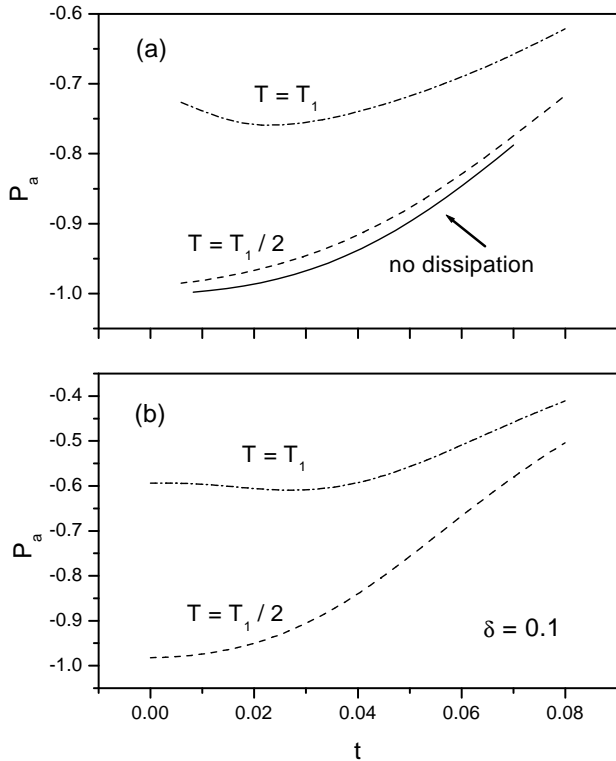 -0.6
(a)
-0.7
T = T1
-0.8
Pa
-0.9
T = T1 / 2
no dissipation
-1.0
-0.4
(b)
-0.5
T = T1
-0.6
-0.7
Pa
-0.8
T = T1 / 2
-0.9
δ = 0.1
-1.0
0.00 0.02 0.04 0.06 0.08
t